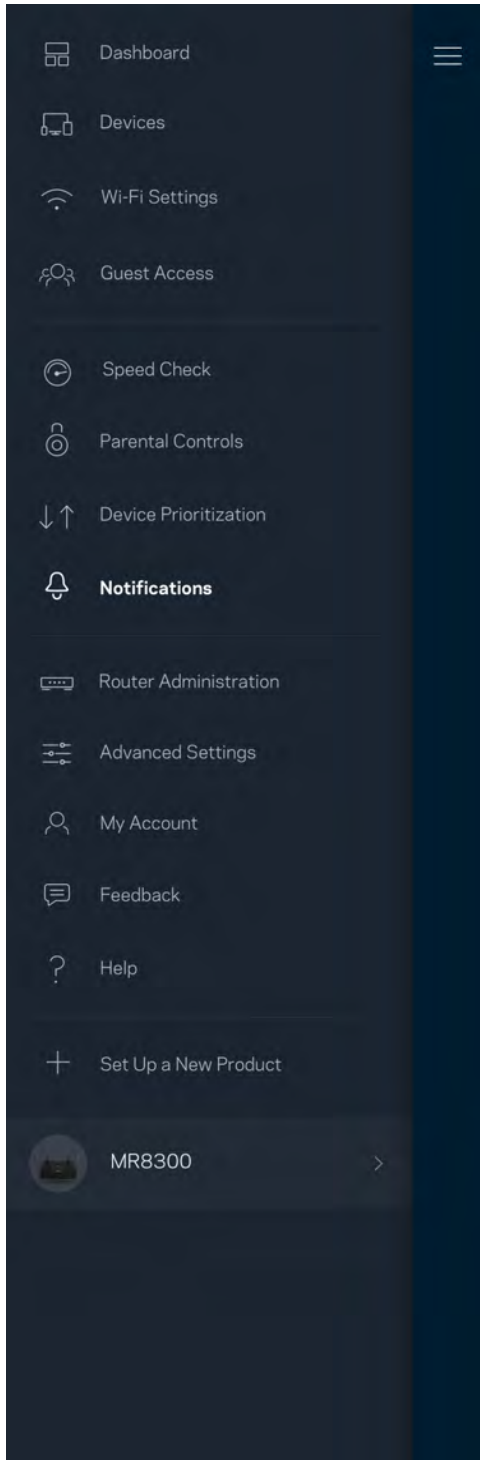 Dashboard
Devices
Wi-Fi Settings
Guest Access
Speed Check
Parental Controls
Device Prioritization
Notifications
Router Administration
Advanced Settings
My Account
Feedback
Help
Set Up a New Product
MR8300